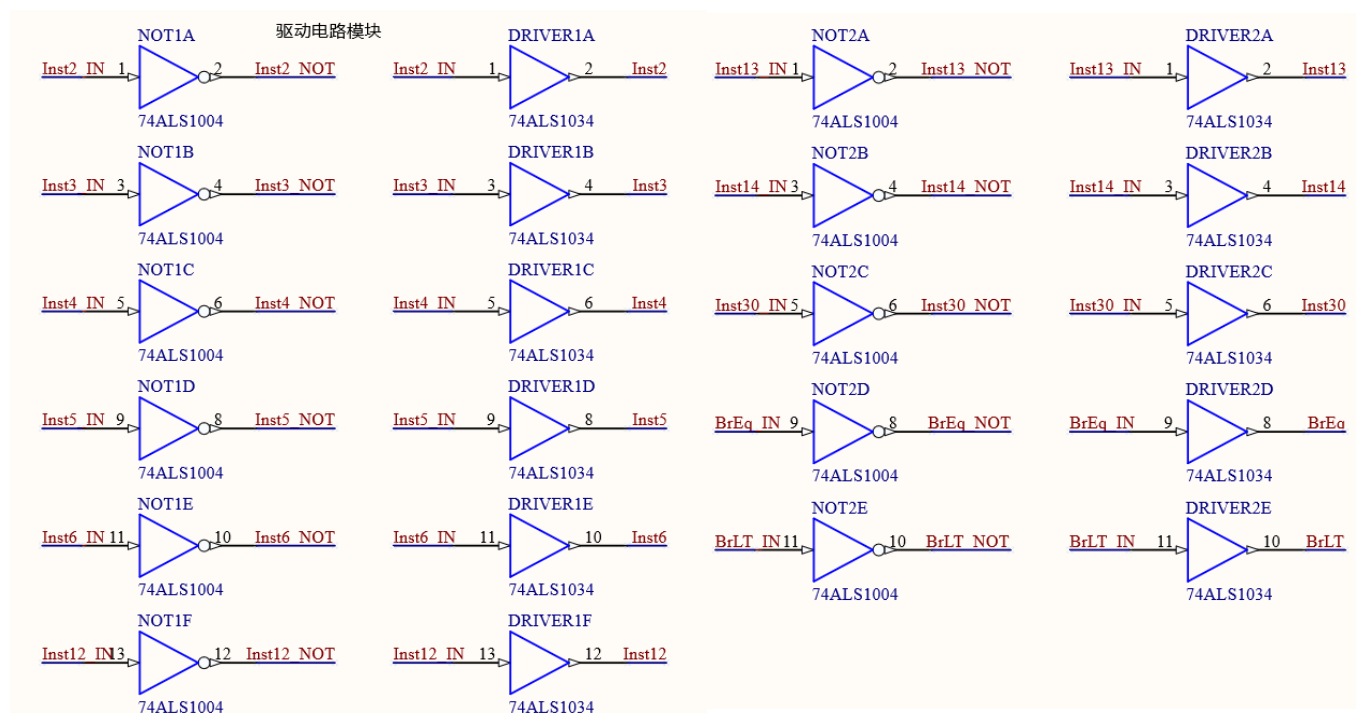 驱动电路模块
NOT1A DRIVER1A NOT2A DRIVER2A
Inst2_IN 1 2 Inst2_NOT Inst2_IN 1 2 Inst2 Inst13_IN 1 2 Inst13_NOT Inst13_IN 1 2 Inst13
74ALS1004 74ALS1034 74ALS1004 74ALS1034
NOT1B DRIVER1B NOT2B DRIVER2B
Inst3_IN 3 4 Inst3_NOT Inst3_IN 3 4 Inst3 Inst14_IN 3 4 Inst14_NOT Inst14_IN 3 4 Inst14
74ALS1004 74ALS1034 74ALS1004 74ALS1034
NOT1C DRIVER1C NOT2C DRIVER2C
Inst4_IN 5 6 Inst4_NOT Inst4_IN 5 6 Inst4 Inst30_IN 5 6 Inst30_NOT Inst30_IN 5 6 Inst30
74ALS1004 74ALS1034 74ALS1004 74ALS1034
NOT1D DRIVER1D NOT2D DRIVER2D
Inst5_IN 9 8 Inst5_NOT Inst5_IN 9 8 Inst5 BrEq_IN 9 8 BrEq_NOT BrEq_IN 9 8 BrEq
74ALS1004 74ALS1034 74ALS1004 74ALS1034
NOT1E DRIVER1E NOT2E DRIVER2E
Inst6_IN 11 10 Inst6_NOT Inst6_IN 11 10 Inst6 BrLT_IN 11 10 BrLT_NOT BrLT_IN 11 10 BrLT
74ALS1004 74ALS1034 74ALS1004 74ALS1034
NOT1F DRIVER1F
Inst12_IN 13 12 Inst12_NOT Inst12_IN 13 12 Inst12
74ALS1004 74ALS1034